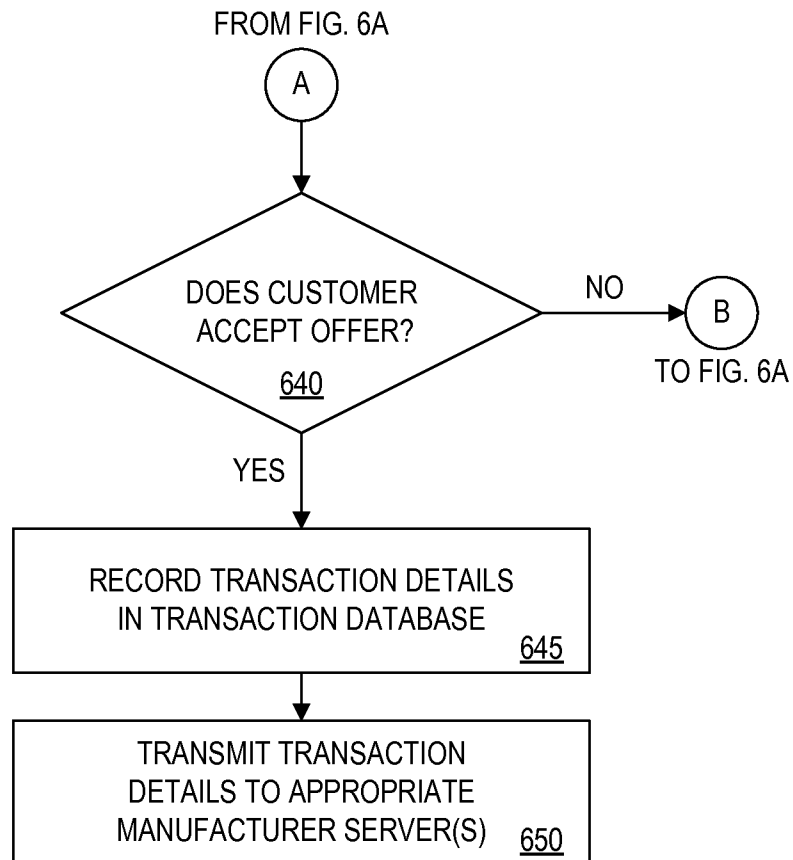 FROM FIG. 6A
A
DOES CUSTOMER
ACCEPT OFFER?
640
NO
B
TO FIG. 6A
YES
RECORD TRANSACTION DETAILS
IN TRANSACTION DATABASE
645
TRANSMIT TRANSACTION
DETAILS TO APPROPRIATE
MANUFACTURER SERVER(S)
650